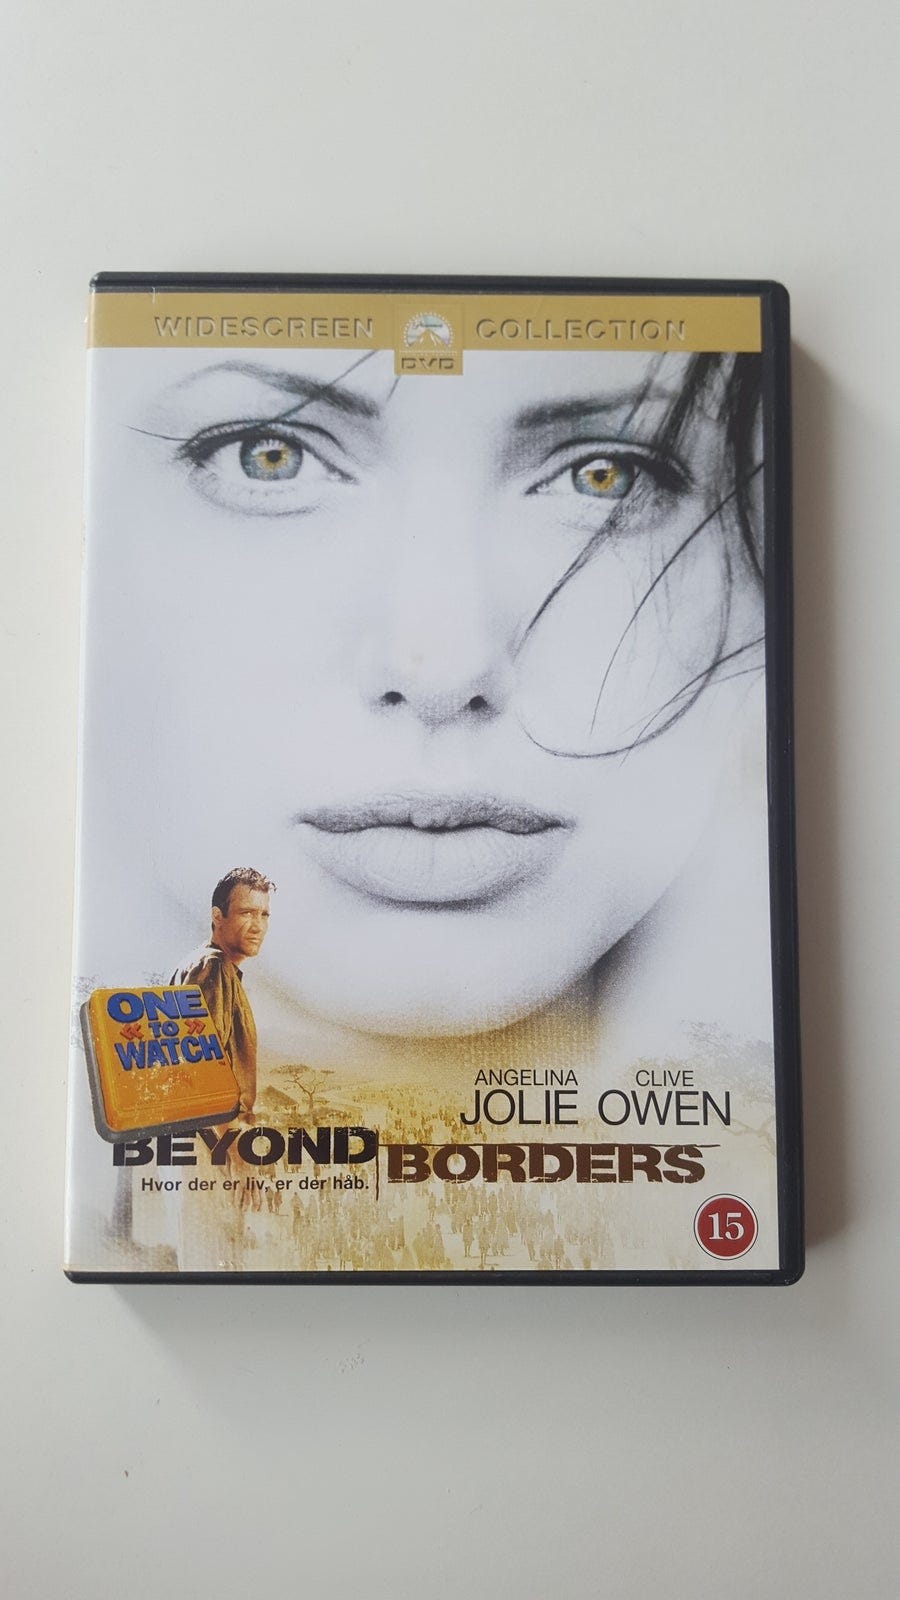 WIDESCREEN COLLECTION
Paramount
DVD
ONE
TO
WATCH
ANGELINA CLIVE
JOLIE OWEN
BEYOND BORDERS
Hvor der er liv, er der håb.
15